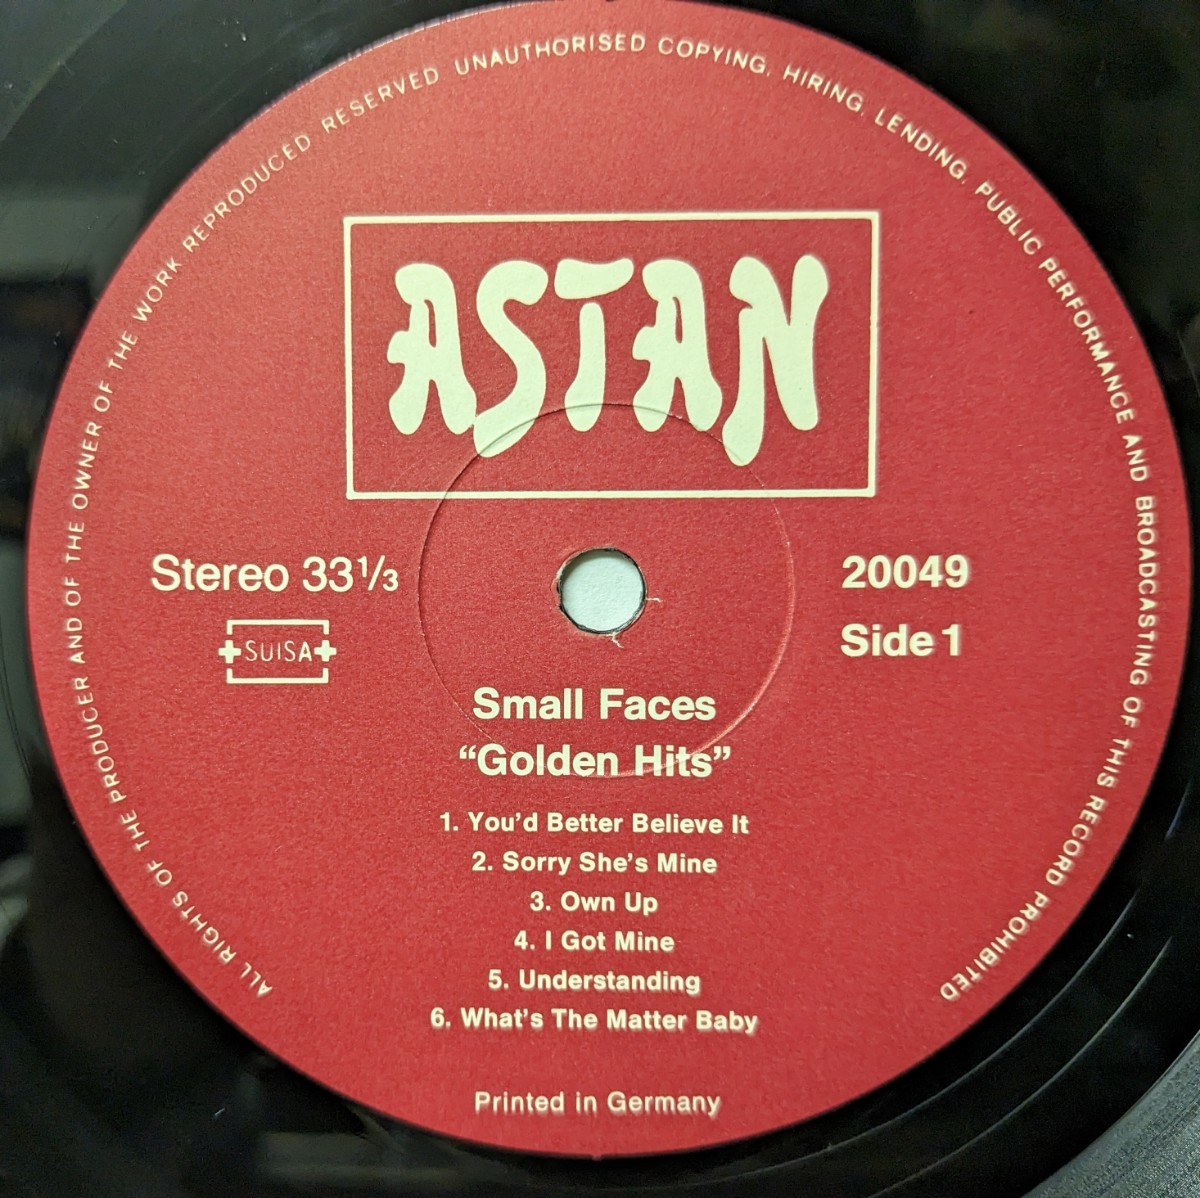 ALL RIGHTS OF THE PRODUCER AND OF THE OWNER OF THE WORK REPRODUCED RESERVED UNAUTHORISED COPYING, HIRING, LENDING, PUBLIC PERFORMANCE AND BROADCASTING OF THIS RECORD PROHIBITED
ASTAN
Stereo 33⅓
SUISA
20049
Side 1
Small Faces
“Golden Hits”
1. You’d Better Believe It
2. Sorry She’s Mine
3. Own Up
4. I Got Mine
5. Understanding
6. What’s The Matter Baby
Printed in Germany